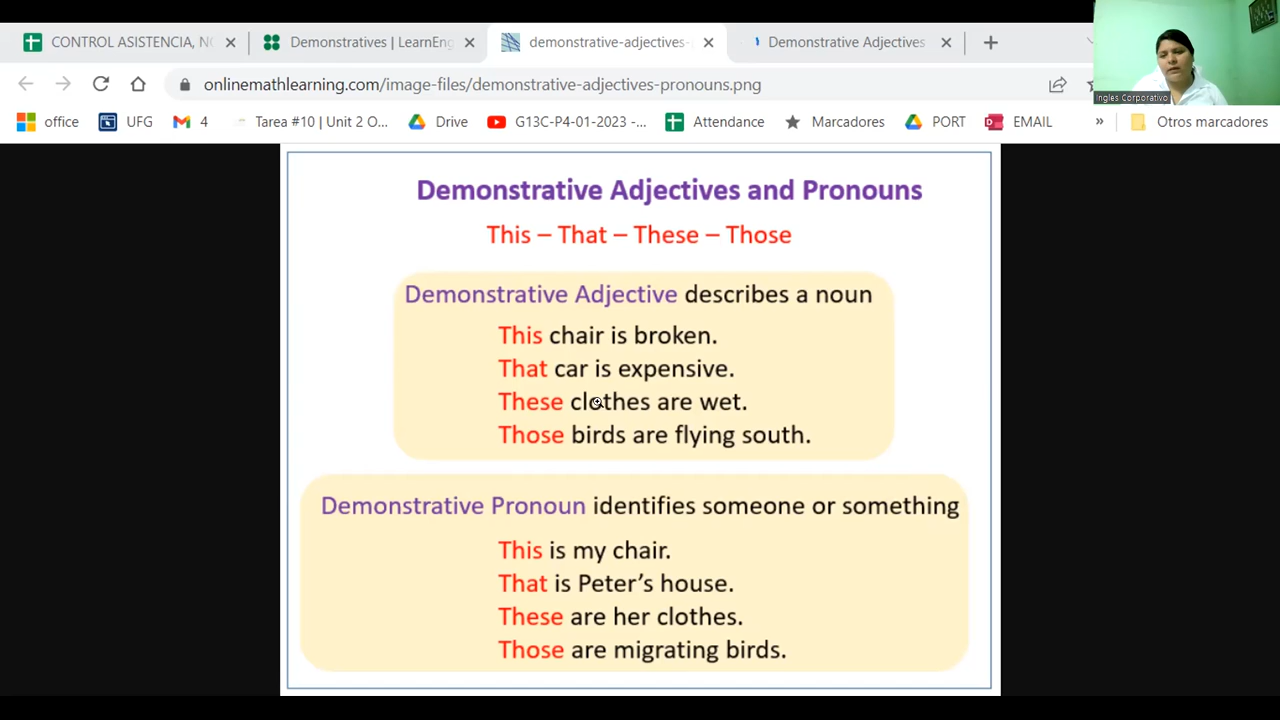 CONTROL ASISTENCIA, NO
Demonstratives | LearnEng
demonstrative-adjectives-
Demonstrative Adjectives
onlinemathlearning.com/image-files/demonstrative-adjectives-pronouns.png
office
UFG
4
Tarea #10 | Unit 2 O...
Drive
G13C-P4-01-2023 -...
Attendance
Marcadores
PORT
EMAIL
»
Otros marcadores
Ingles Corporativo
Demonstrative Adjectives and Pronouns
This – That – These – Those
Demonstrative Adjective describes a noun
This chair is broken.
That car is expensive.
These clothes are wet.
Those birds are flying south.
Demonstrative Pronoun identifies someone or something
This is my chair.
That is Peter's house.
These are her clothes.
Those are migrating birds.